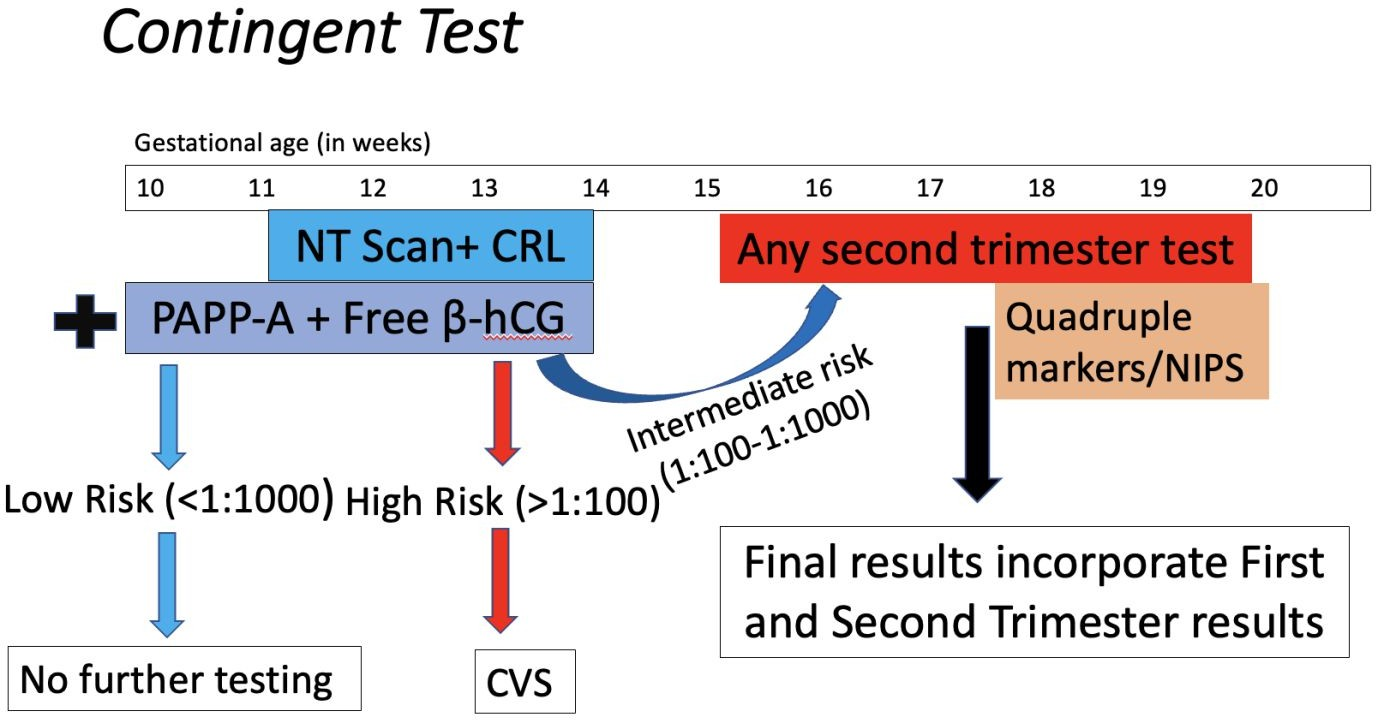 Contingent Test
Gestational age (in weeks)
10 11 12 13 14 15 16 17 18 19 20
NT Scan+ CRL
Any second trimester test
PAPP-A + Free β-hCG
Quadruple
markers/NIPS
Intermediate risk
(1:100-1:1000)
Low Risk (<1:1000)
High Risk (>1:100)
Final results incorporate First
and Second Trimester results
No further testing
CVS